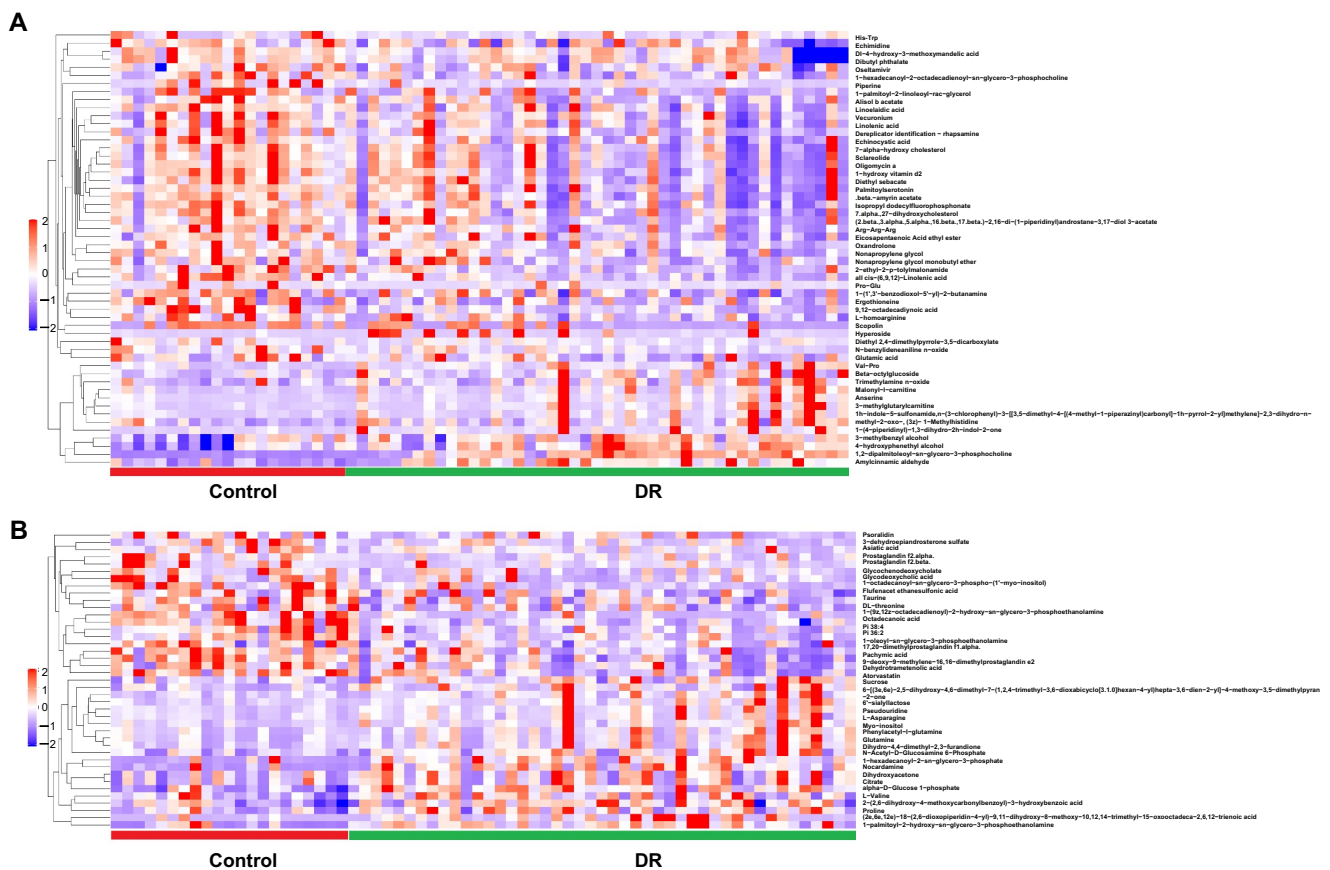 A
His-Trp
Echimidine
Dl-4-hydroxy-3-methoxymandelic acid
Dibutyl phthalate
Oseltamivir
1-hexadecanoyl-2-octadecadienoyl-sn-glycero-3-phosphocholine
Piperine
1-palmitoyl-2-linoleoyl-rac-glycerol
Alisol b acetate
Linoelaidic acid
Vecuronium
Linolenic acid
Dereplicator identification - rhapsamine
Echinocystic acid
7-alpha-hydroxy cholesterol
Sclareolide
Oligomycin a
1-hydroxy vitamin d2
Diethyl sebacate
Palmitoylserotonin
.beta.-amyrin acetate
Isopropyl dodecylfluorophosphonate
7.alpha.,27-dihydroxycholesterol
(2.beta.,3.alpha.,5.alpha.,16.beta.,17.beta.)-2,16-di-(1-piperidinyl)androstane-3,17-diol 3-acetate
Arg-Arg-Arg
Eicosapentaenoic Acid ethyl ester
Oxandrolone
Nonapropylene glycol
Nonapropylene glycol monobutyl ether
2-ethyl-2-p-tolylmalonamide
all cis-(6,9,12)-Linolenic acid
Pro-Glu
1-(1',3'-benzodioxol-5'-yl)-2-butanamine
Ergothioneine
9,12-octadecadiynoic acid
L-homoarginine
Scopolin
Hyperoside
Diethyl 2,4-dimethylpyrrole-3,5-dicarboxylate
N-benzylideneaniline n-oxide
Glutamic acid
Val-Pro
Beta-octylglucoside
Trimethylamine n-oxide
Malonyl-l-carnitine
Anserine
3-methylglutarylcarnitine
1h-indole-5-sulfonamide,n-(3-chlorophenyl)-3-[[3,5-dimethyl-4-[(4-methyl-1-piperazinyl)carbonyl]-1h-pyrrol-2-yl]methylene]-2,3-dihydro-n-
methyl-2-oxo-, (3z)- 1-Methylhistidine
1-(4-piperidinyl)-1,3-dihydro-2h-indol-2-one
3-methylbenzyl alcohol
4-hydroxyphenethyl alcohol
1,2-dipalmitoleoyl-sn-glycero-3-phosphocholine
Amylcinnamic aldehyde
2
1
0
-1
-2
Control DR
B
Psoralidin
3-dehydroepiandrosterone sulfate
Asiatic acid
Prostaglandin f2.alpha.
Prostaglandin f2.beta.
Glycochenodeoxycholate
Glycodeoxycholic acid
1-octadecanoyl-sn-glycero-3-phospho-(1'-myo-inositol)
Flufenacet ethanesulfonic acid
Taurine
DL-threonine
1-(9z,12z-octadecadienoyl)-2-hydroxy-sn-glycero-3-phosphoethanolamine
Octadecanoic acid
Pi 38:4
Pi 36:2
1-oleoyl-sn-glycero-3-phosphoethanolamine
17,20-dimethylprostaglandin f1.alpha.
Pachymic acid
9-deoxy-9-methylene-16,16-dimethylprostaglandin e2
Dehydrotrametenolic acid
Atorvastatin
Sucrose
6-[(3e,6e)-2,5-dihydroxy-4,6-dimethyl-7-(1,2,4-trimethyl-3,6-dioxabicyclo[3.1.0]hexan-4-yl)hepta-3,6-dien-2-yl]-4-methoxy-3,5-dimethylpyran
-2-one
6'-sialyllactose
Pseudouridine
L-Asparagine
Myo-inositol
Phenylacetyl-l-glutamine
Glutamine
Dihydro-4,4-dimethyl-2,3-furandione
N-Acetyl-D-Glucosamine 6-Phosphate
1-hexadecanoyl-2-sn-glycero-3-phosphate
Nocardamine
Dihydroxyacetone
Citrate
alpha-D-Glucose 1-phosphate
L-Valine
2-(2,6-dihydroxy-4-methoxycarbonylbenzoyl)-3-hydroxybenzoic acid
Proline
(2e,6e,12e)-18-(2,6-dioxopiperidin-4-yl)-9,11-dihydroxy-8-methoxy-10,12,14-trimethyl-15-oxooctadeca-2,6,12-trienoic acid
1-palmitoyl-2-hydroxy-sn-glycero-3-phosphoethanolamine
2
1
0
-1
-2
Control DR